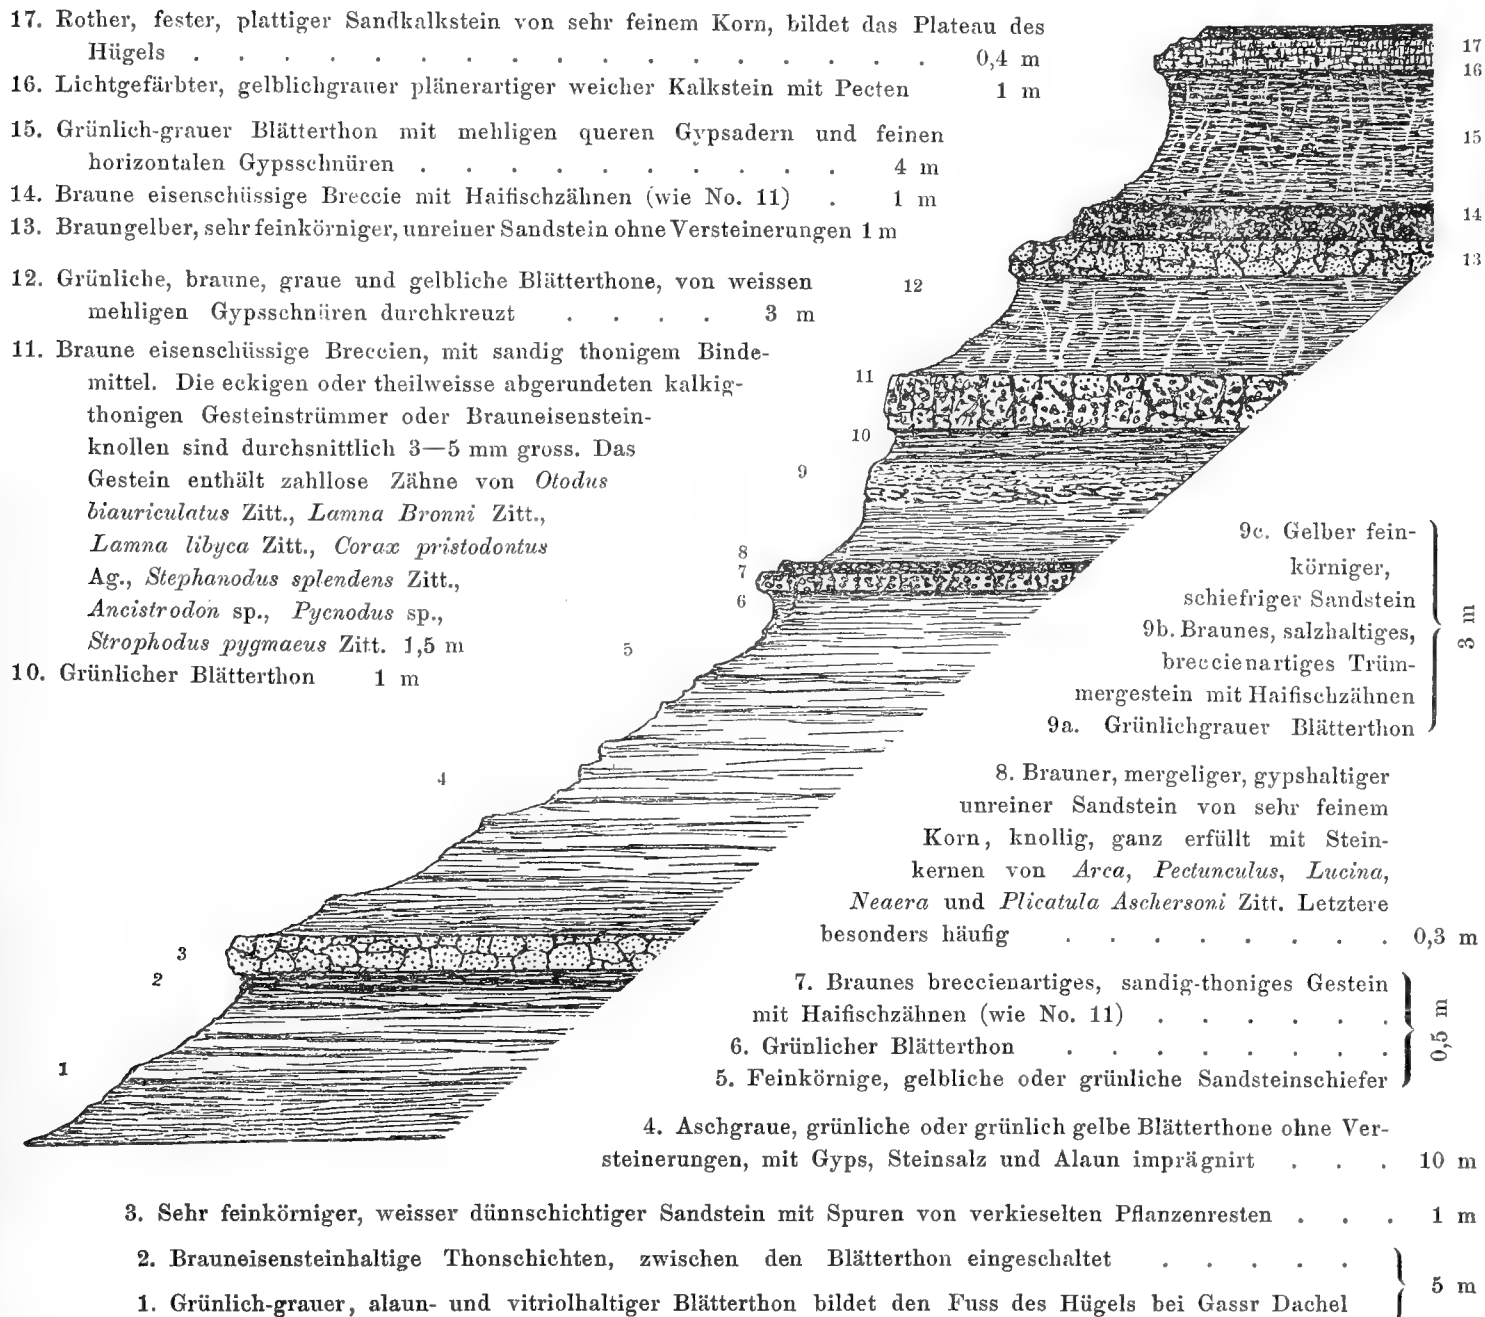 17. Rother, fester, plattiger Sandkalkstein von sehr feinem Korn, bildet das Plateau des
Hügels . . . . . . . . . . . . . . . . . 0,4 m
16. Lichtgefärbter, gelblichgrauer plänerartiger weicher Kalkstein mit Pecten 1 m
15. Grünlich-grauer Blätterthon mit mehligen queren Gypsadern und feinen
horizontalen Gypsschnüren . . . . . . . . . . 4 m
14. Braune eisenschüssige Breccie mit Haifischzähnen (wie No. 11) . 1 m
13. Braungelber, sehr feinkörniger, unreiner Sandstein ohne Versteinerungen 1 m
12. Grünliche, braune, graue und gelbliche Blätterthone, von weissen
mehligen Gypsschnüren durchkreuzt . . . . 3 m
11. Braune eisenschüssige Breccien, mit sandig thonigem Binde-
mittel. Die eckigen oder theilweisse abgerundeten kalkig-
thonigen Gesteinstrümmer oder Brauneisenstein-
knollen sind durchsnittlich 3—5 mm gross. Das
Gestein enthält zahllose Zähne von Otodus
biauriculatus Zitt., Lamna Bronni Zitt.,
Lamna libyca Zitt., Corax pristodontus
Ag., Stephanodus splendens Zitt.,
Ancistrodon sp., Pycnodus sp.,
Strophodus pygmaeus Zitt. 1,5 m
10. Grünlicher Blätterthon 1 m
17
16
15
14
13
12
11
10
9
8
7
6
5
4
3
2
1
9c. Gelber fein-
körniger,
schiefriger Sandstein
9b. Braunes, salzhaltiges,
breccienartiges Trüm-
mergestein mit Haifischzähnen
9a. Grünlichgrauer Blätterthon
3 m
8. Brauner, mergeliger, gypshaltiger
unreiner Sandstein von sehr feinem
Korn, knollig, ganz erfüllt mit Stein-
kernen von Arca, Pectunculus, Lucina,
Neaera und Plicatula Aschersoni Zitt. Letztere
besonders häufig . . . . . . . . 0,3 m
7. Braunes breccienartiges, sandig-thoniges Gestein
mit Haifischzähnen (wie No. 11) . . . . . .
6. Grünlicher Blätterthon . . . . . . .
5. Feinkörnige, gelbliche oder grünliche Sandsteinschiefer
0,5 m
4. Aschgraue, grünliche oder grünlich gelbe Blätterthone ohne Ver-
steinerungen, mit Gyps, Steinsalz und Alaun imprägnirt . . . 10 m
3. Sehr feinkörniger, weisser dünnschichtiger Sandstein mit Spuren von verkieselten Pflanzenresten . . . 1 m
2. Brauneisensteinhaltige Thonschichten, zwischen den Blätterthon eingeschaltet . . . . .
1. Grünlich-grauer, alaun- und vitriolhaltiger Blätterthon bildet den Fuss des Hügels bei Gassr Dachel
5 m